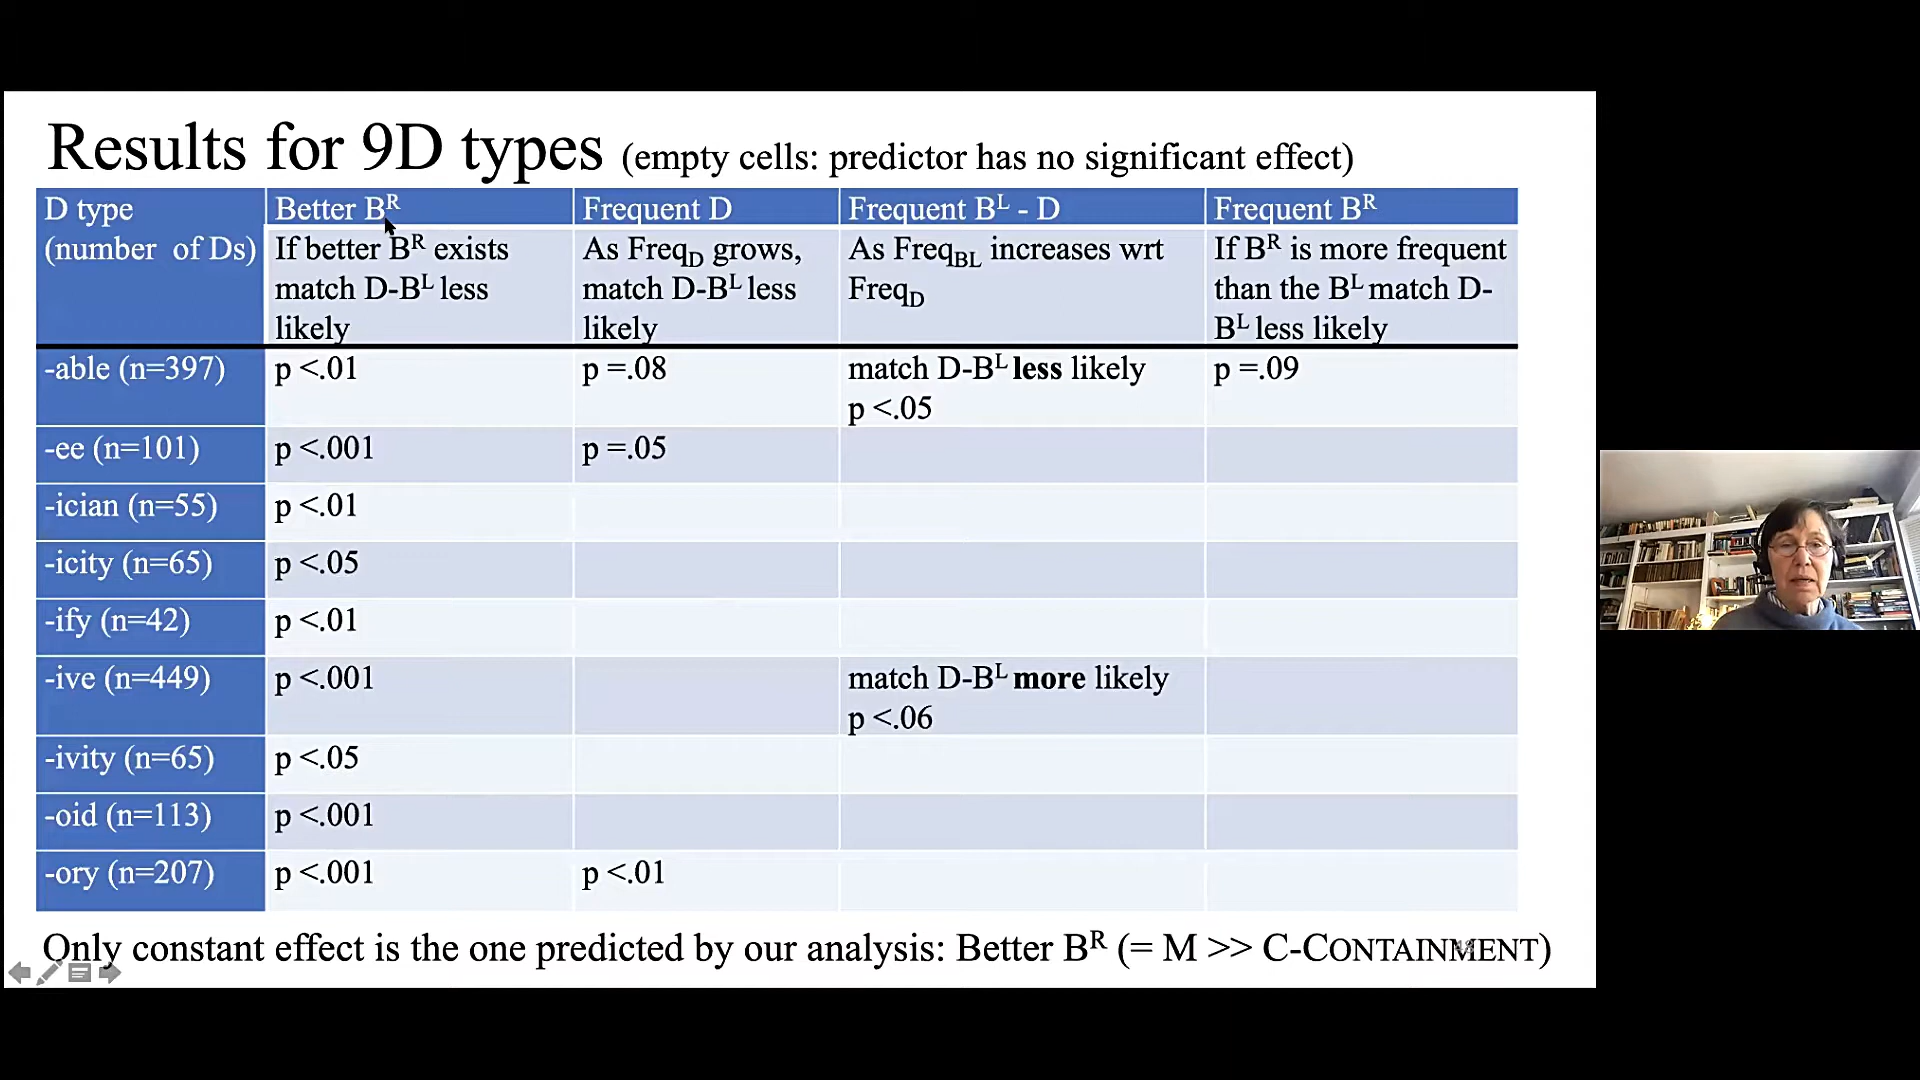 Results for 9D types (empty cells: predictor has no significant effect)
D type
(number of Ds)
Better Bᴿ
Frequent D
Frequent Bᴸ - D
Frequent Bᴿ
If better Bᴿ exists
match D-Bᴸ less
likely
As Freq_D grows,
match D-Bᴸ less
likely
As Freq_BL increases wrt
Freq_D
If Bᴿ is more frequent
than the Bᴸ match D-
Bᴸ less likely
-able (n=397)
p <.01
p =.08
match D-Bᴸ less likely
p <.05
p =.09
-ee (n=101)
p <.001
p =.05
-ician (n=55)
p <.01
-icity (n=65)
p <.05
-ify (n=42)
p <.01
-ive (n=449)
p <.001
match D-Bᴸ more likely
p <.06
-ivity (n=65)
p <.05
-oid (n=113)
p <.001
-ory (n=207)
p <.001
p <.01
Only constant effect is the one predicted by our analysis: Better Bᴿ (= M >> C-CONTAINMENT)